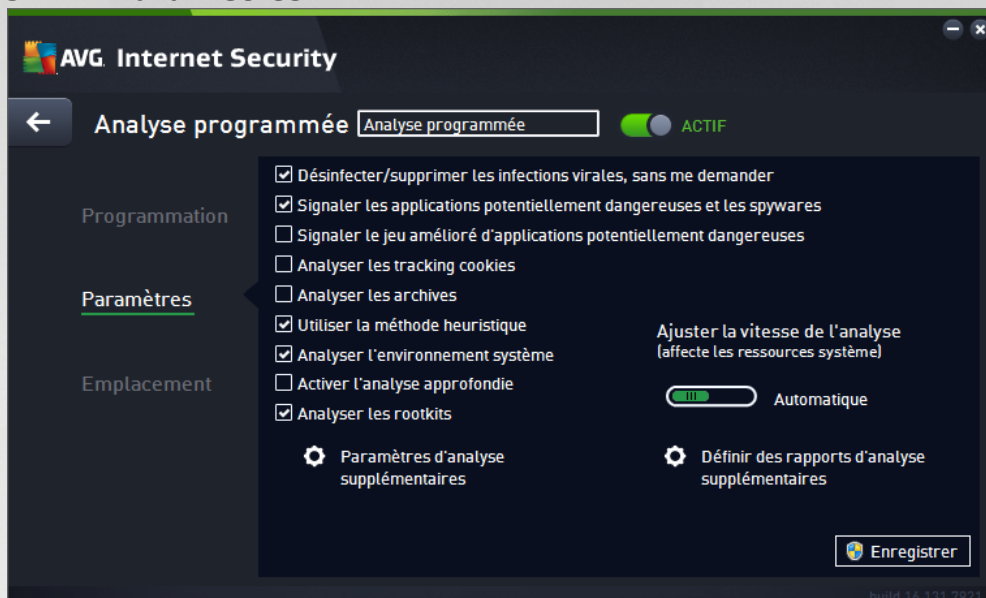 AVG. Internet Security
Analyse programmée Analyse programmée ACTIF
Programmation
Paramètres
Emplacement
Désinfecter/supprimer les infections virales, sans me demander
Signaler les applications potentiellement dangereuses et les spywares
Signaler le jeu amélioré d'applications potentiellement dangereuses
Analyser les tracking cookies
Analyser les archives
Utiliser la méthode heuristique
Analyser l'environnement système
Activer l'analyse approfondie
Analyser les rootkits
Ajuster la vitesse de l'analyse
(affecte les ressources système)
Automatique
Paramètres d'analyse
supplémentaires
Définir des rapports d'analyse
supplémentaires
Enregistrer